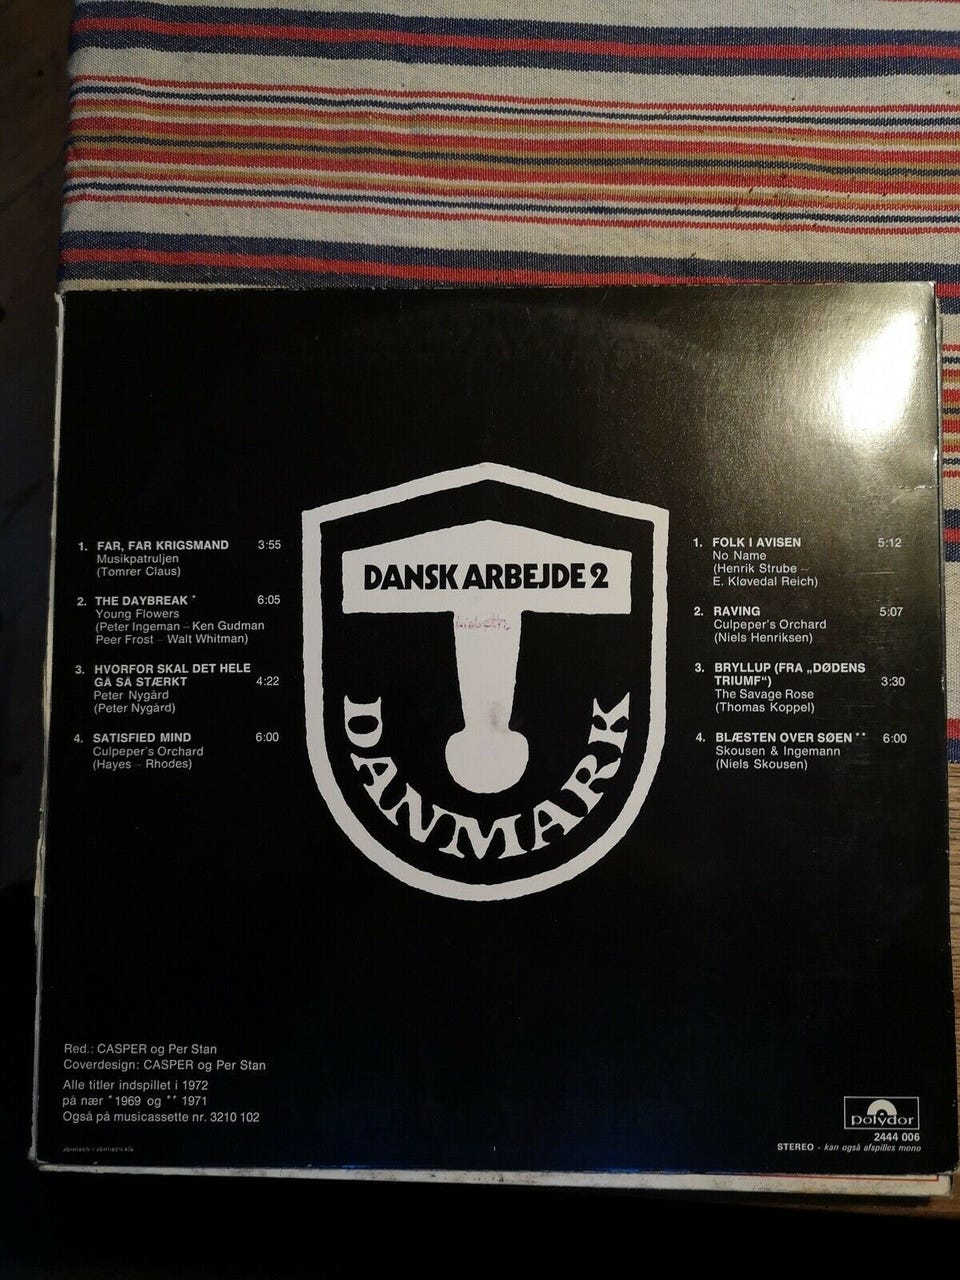 DANSK ARBEJDE 2
DANMARK
1. FAR, FAR KRIGSMAND 3:55
Musikpatruljen
(Tømrer Claus)
2. THE DAYBREAK * 6:05
Young Flowers
(Peter Ingeman – Ken Gudman
Peer Frost – Walt Whitman)
3. HVORFOR SKAL DET HELE
GÅ SÅ STÆRKT 4:22
Peter Nygård
(Peter Nygård)
4. SATISFIED MIND 6:00
Culpeper's Orchard
(Hayes – Rhodes)
1. FOLK I AVISEN 5:12
No Name
(Henrik Strube –
E. Kløvedal Reich)
2. RAVING 5:07
Culpeper's Orchard
(Niels Henriksen)
3. BRYLLUP (FRA „DØDENS
TRIUMF“) 3:30
The Savage Rose
(Thomas Koppel)
4. BLÆSTEN OVER SØEN ** 6:00
Skousen & Ingemann
(Niels Skousen)
Red.: CASPER og Per Stan
Coverdesign: CASPER og Per Stan
Alle titler indspillet i 1972
på nær * 1969 og ** 1971
Også på musicassette nr. 3210 102
JOHNSEN + JOHNSEN A/S
polydor
2444 006
STEREO - kan også afspilles mono